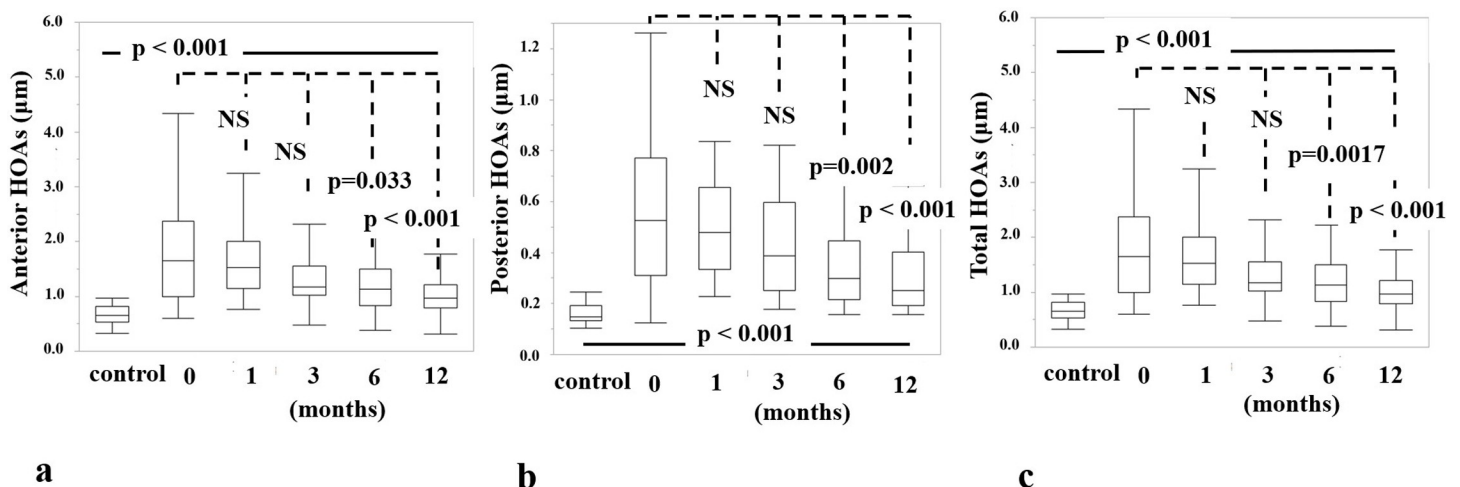 6.0
p < 0.001
5.0
NS
4.0
NS
p=0.033
3.0
p < 0.001
2.0
1.0
0.0
Anterior HOAs (μm)
control 0 1 3 6 12
(months)
a
1.2
1.0
NS
NS
0.8
p=0.002
0.6
p < 0.001
0.4
0.2
p < 0.001
0.0
Posterior HOAs (μm)
control 0 1 3 6 12
(months)
b
6.0
p < 0.001
5.0
NS
NS
4.0
p=0.0017
3.0
p < 0.001
2.0
1.0
0.0
Total HOAs (μm)
control 0 1 3 6 12
(months)
c